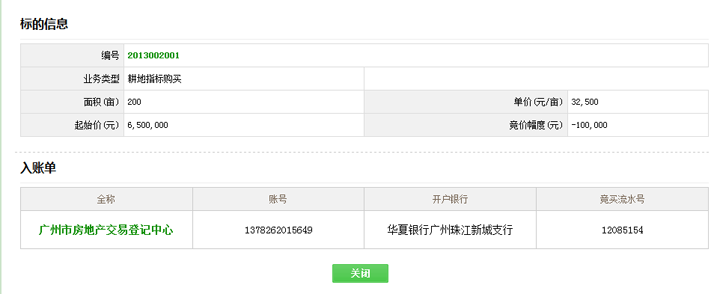 标的信息
编号 2013002001
业务类型 耕地指标购买
面积(亩) 200 单价(元/亩) 32,500
起始价(元) 6,500,000 竞价幅度(元) -100,000
入账单
全称 账号 开户银行 竞买流水号
广州市房地产交易登记中心 1378262015649 华夏银行广州珠江新城支行 12085154
关闭